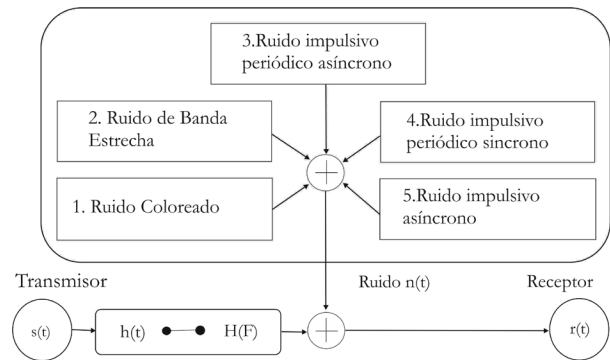 3.Ruido impulsivo
periódico asíncrono
2. Ruido de Banda
Estrecha
4.Ruido impulsivo
periódico sincrono
1. Ruido Coloreado
5.Ruido impulsivo
asíncrono
Transmisor
Ruido n(t)
Receptor
s(t)
h(t)
H(F)
r(t)